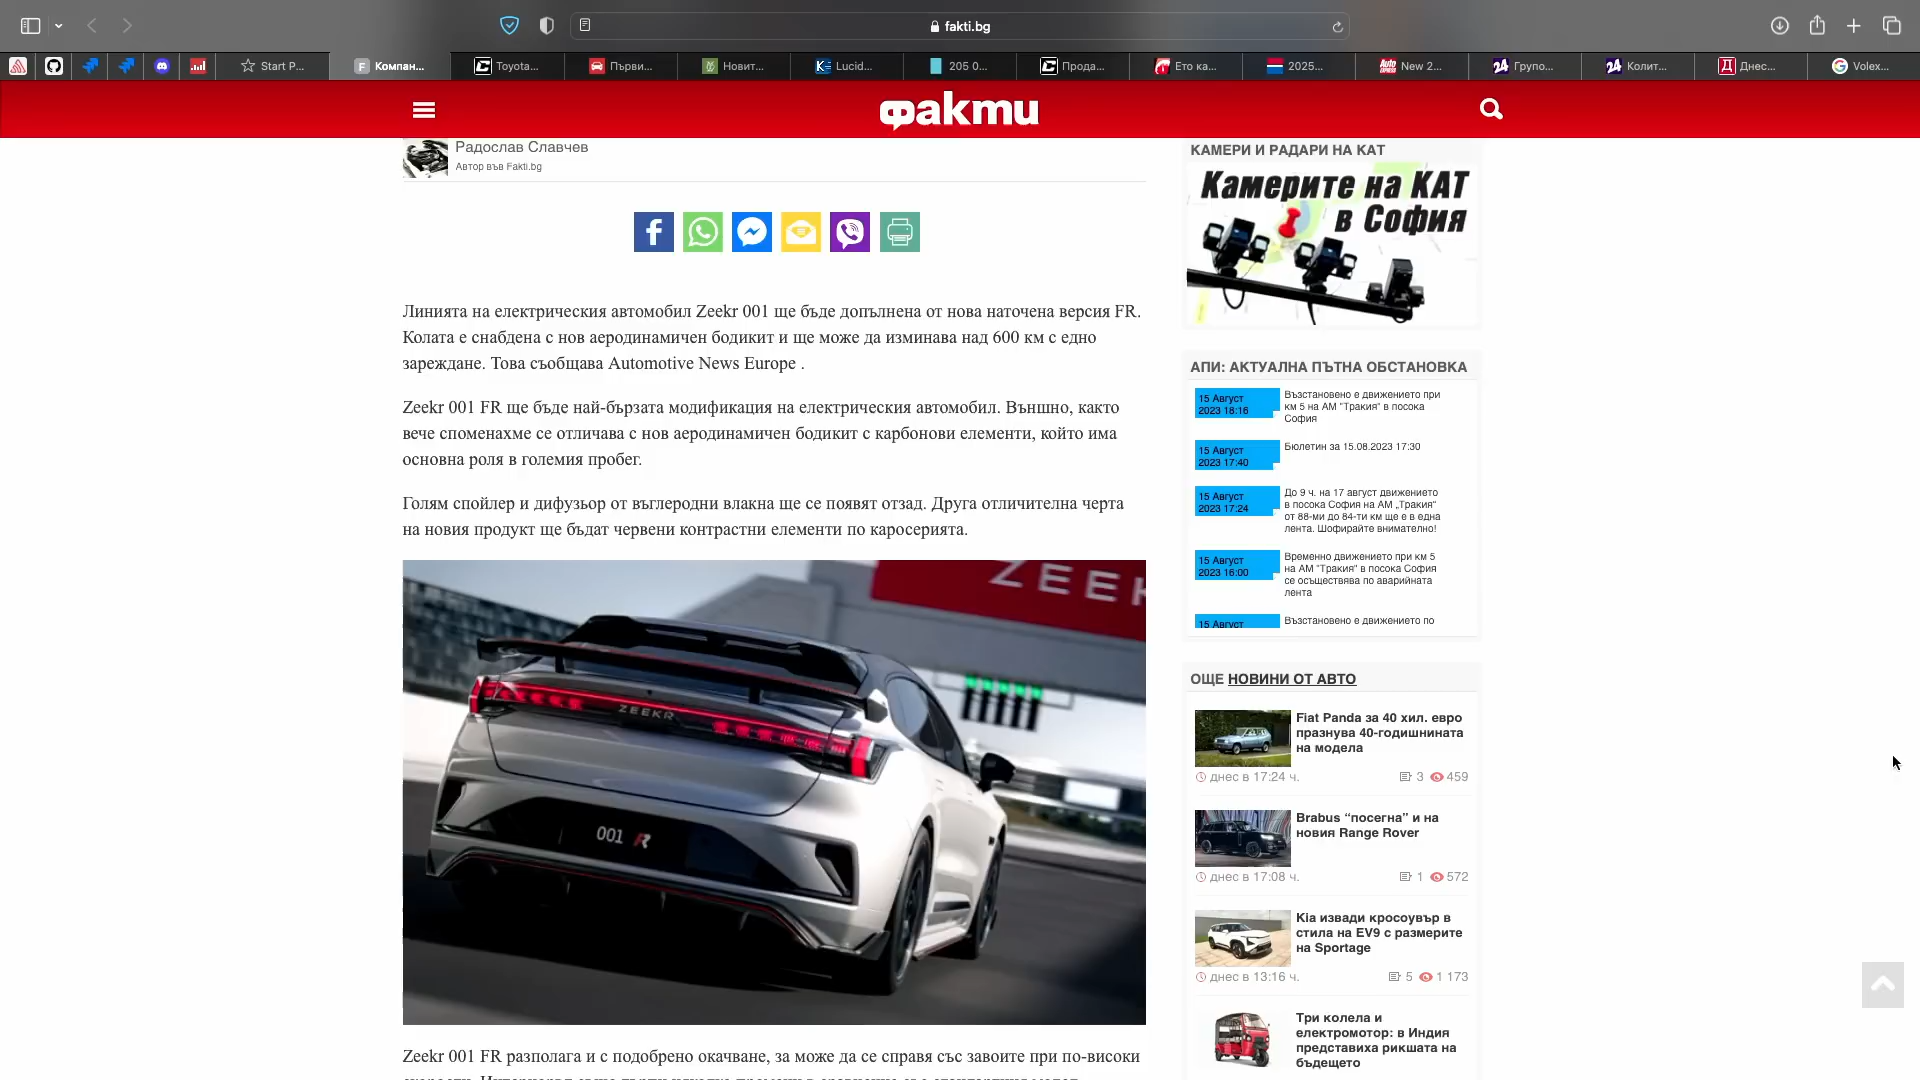 fakti.bg
Start P...
Компан...
Toyota...
Първи...
Новит...
Lucid...
205 0...
Прода...
Ето ка...
2025...
New 2...
Групо...
Колит...
Днес...
Volex...
Факти
Радослав Славчев
Автор във Fakti.bg
Линията на електрическия автомобил Zeekr 001 ще бъде допълнена от нова наточена версия FR.
Колата е снабдена с нов аеродинамичен бодикит и ще може да изминава над 600 км с едно
зареждане. Това съобщава Automotive News Europe .
Zeekr 001 FR ще бъде най-бързата модификация на електрическия автомобил. Външно, както
вече споменахме се отличава с нов аеродинамичен бодикит с карбонови елементи, който има
основна роля в големия пробег.
Голям спойлер и дифузьор от въглеродни влакна ще се появят отзад. Друга отличителна черта
на новия продукт ще бъдат червени контрастни елементи по каросерията.
ZEEK
ZEEKR
001 FR
Zeekr 001 FR разполага и с подобрено окачване, за може да се справя със завоите при по-високи
КАМЕРИ И РАДАРИ НА КАТ
Камерите на КАТ
в София
АПИ: АКТУАЛНА ПЪТНА ОБСТАНОВКА
15 Август
2023 18:16
Възстановено е движението при
км 5 на АМ "Тракия" в посока
София
15 Август
2023 17:40
Бюлетин за 15.08.2023 17:30
15 Август
2023 17:24
До 9 ч. на 17 август движението
в посока София на АМ „Тракия“
от 88-ми до 84-ти км ще е в една
лента. Шофирайте внимателно!
15 Август
2023 16:00
Временно движението при км 5
на АМ "Тракия" в посока София
се осъществява по аварийната
лента
15 Август
Възстановено е движението по
ОЩЕ НОВИНИ ОТ АВТО
Fiat Panda за 40 хил. евро
празнува 40-годишнината
на модела
днес в 17:24 ч. 3 459
Brabus “посегна” и на
новия Range Rover
днес в 17:08 ч. 1 572
Kia извади кросоувър в
стила на EV9 с размерите
на Sportage
днес в 13:16 ч. 5 1 173
Три колела и
електромотор: в Индия
представиха рикшата на
бъдещето